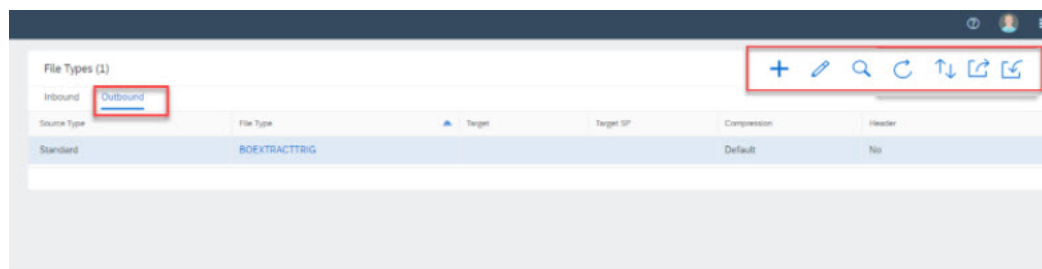 File Types (1)
Inbound Outbound
Source Type File Type Target Target SP Compression Header
Standard BOEXTRACTTRIG Default No